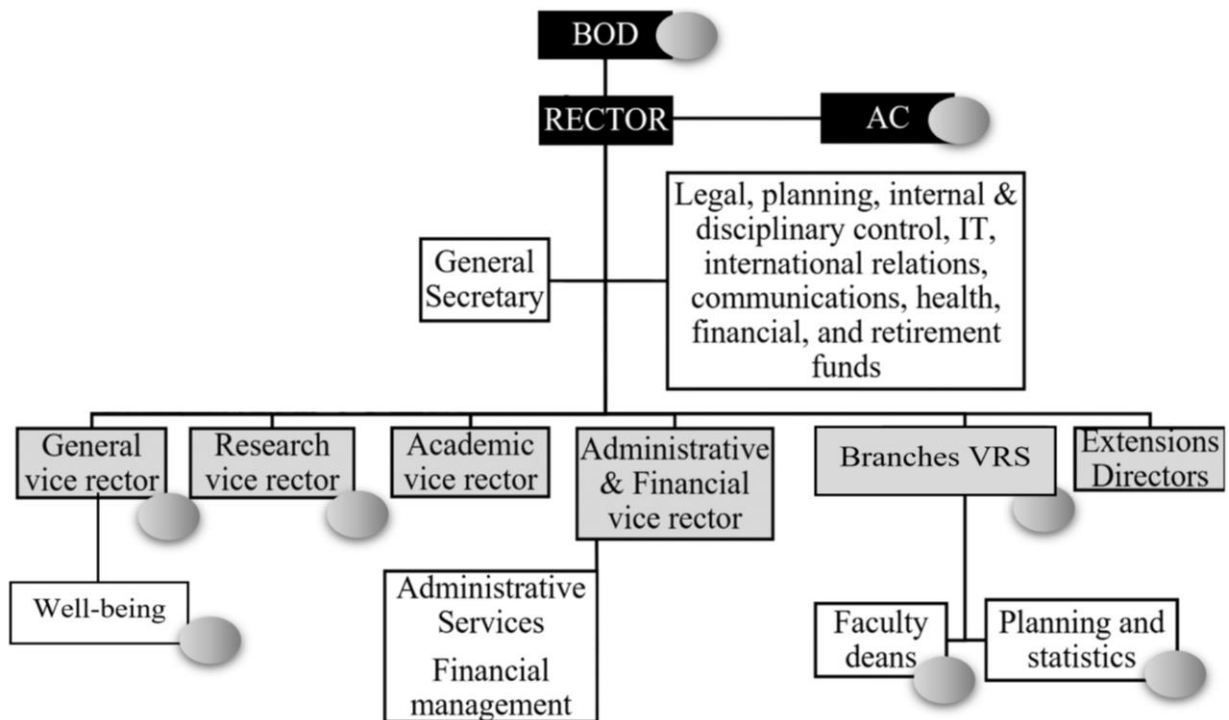 BOD
RECTOR
AC
Legal, planning, internal &
disciplinary control, IT,
international relations,
communications, health,
financial, and retirement
funds
General
Secretary
General
vice rector
Research
vice rector
Academic
vice rector
Administrative
& Financial
vice rector
Branches VRS
Extensions
Directors
Well-being
Administrative
Services
Financial
management
Faculty
deans
Planning and
statistics